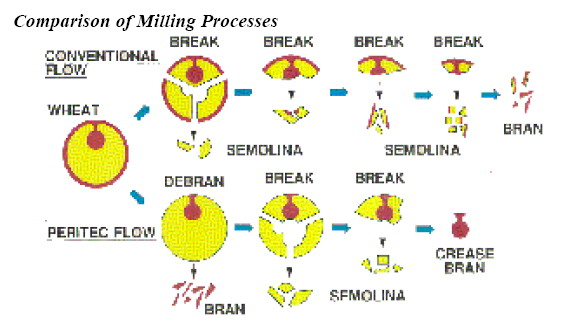 Comparison of Milling Processes
CONVENTIONAL
FLOW
BREAK
BREAK
BREAK
BREAK
WHEAT
SEMOLINA
SEMOLINA
BRAN
DEBRAN
BREAK
BREAK
PERITEC FLOW
BRAN
SEMOLINA
CREASE
BRAN